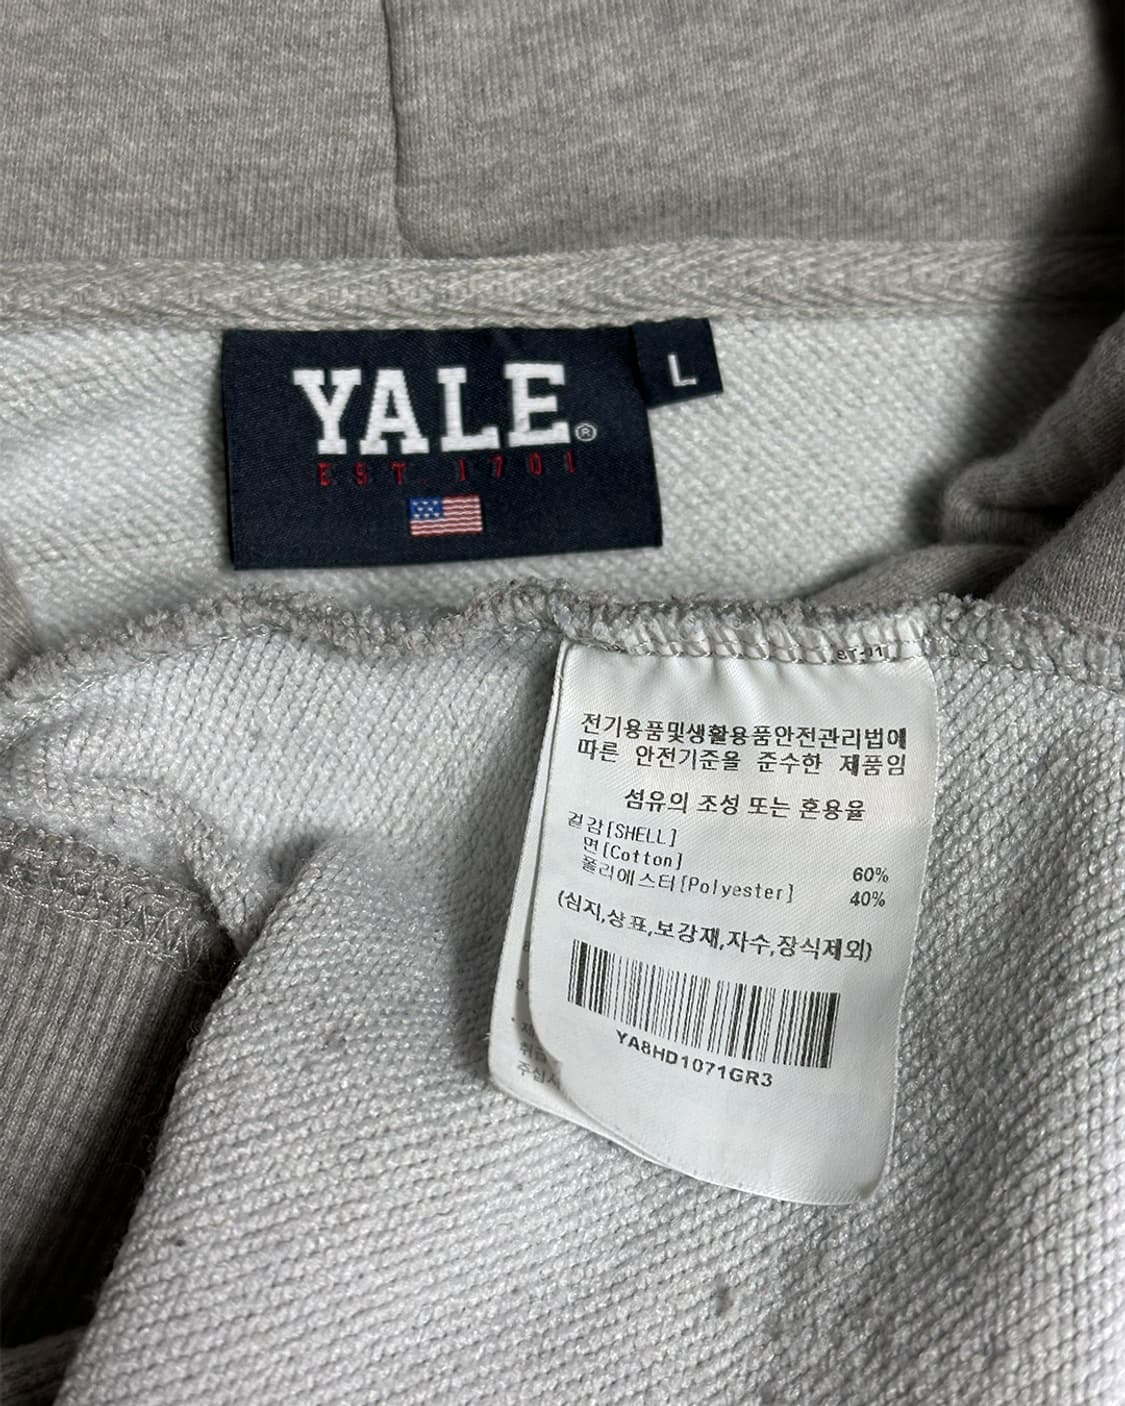 YALE®
EST. 1701
L
ST-01
전기용품및생활용품안전관리법에
따른 안전기준을 준수한 제품임
섬유의 조성 또는 혼용율
겉감[SHELL]
면[Cotton] 60%
폴리에스터[Polyester] 40%
(심지,상표,보강재,자수,장식제외)
YA8HD1071GR3